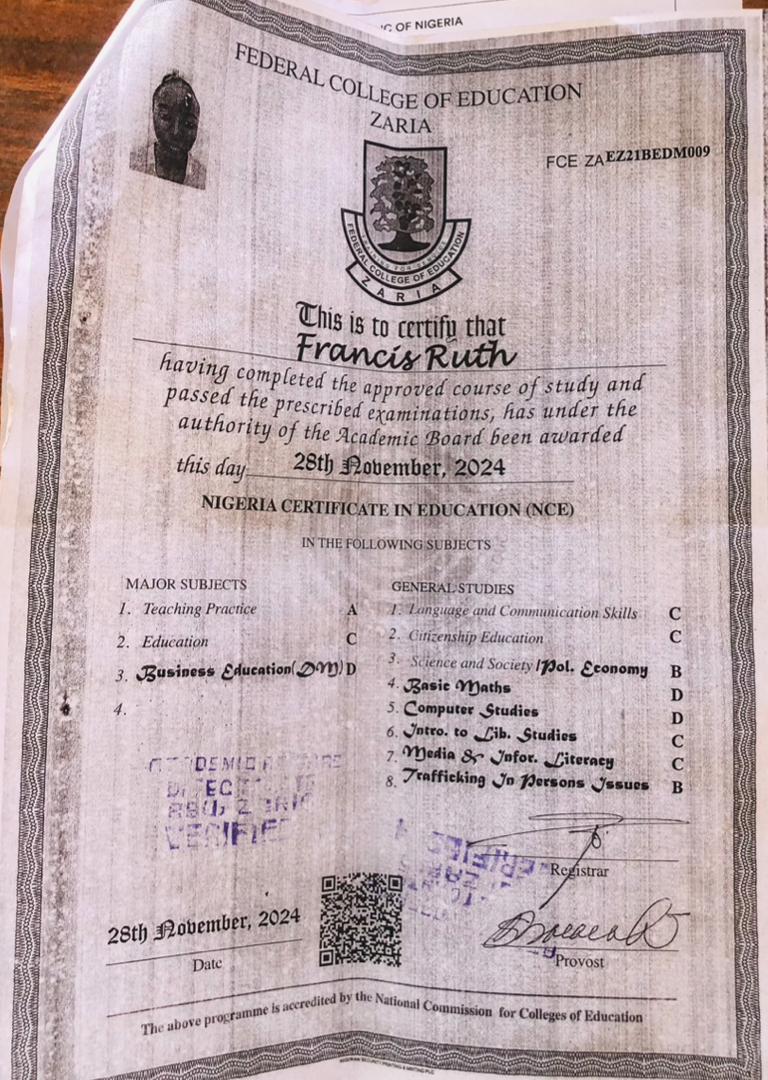 OF NIGERIA
FEDERAL COLLEGE OF EDUCATION
ZARIA
FCE ZA EZ21BEDM009
FEDERAL COLLEGE OF EDUCATION
ZARIA
This is to certify that
Francis Ruth
having completed the approved course of study and
passed the prescribed examinations, has under the
authority of the Academic Board been awarded
this day 28th November, 2024
NIGERIA CERTIFICATE IN EDUCATION (NCE)
IN THE FOLLOWING SUBJECTS
MAJOR SUBJECTS
1. Teaching Practice A
2. Education C
3. Business Education(DM) D
4.
GENERAL STUDIES
1. Language and Communication Skills C
2. Citizenship Education C
3. Science and Society /Pol. Economy B
4. Basic Maths D
5. Computer Studies D
6. Intro. to Lib. Studies C
7. Media & Infor. Literacy C
8. Trafficking In Persons Issues B
VERIFIED
Registrar
28th November, 2024
Date
Provost
The above programme is accredited by the National Commission for Colleges of Education